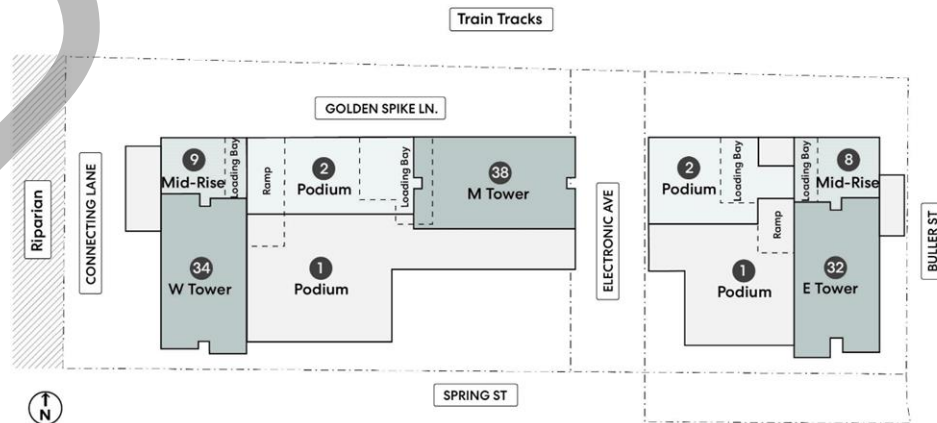 Train Tracks
GOLDEN SPIKE LN.
Riparian
CONNECTING LANE
9
Mid-Rise
Loading Bay
Ramp
2
Podium
Loading Bay
38
M Tower
34
W Tower
1
Podium
ELECTRONIC AVE
2
Podium
Loading Bay
Loading Bay
8
Mid-Rise
Ramp
1
Podium
32
E Tower
BULLER ST
SPRING ST
N